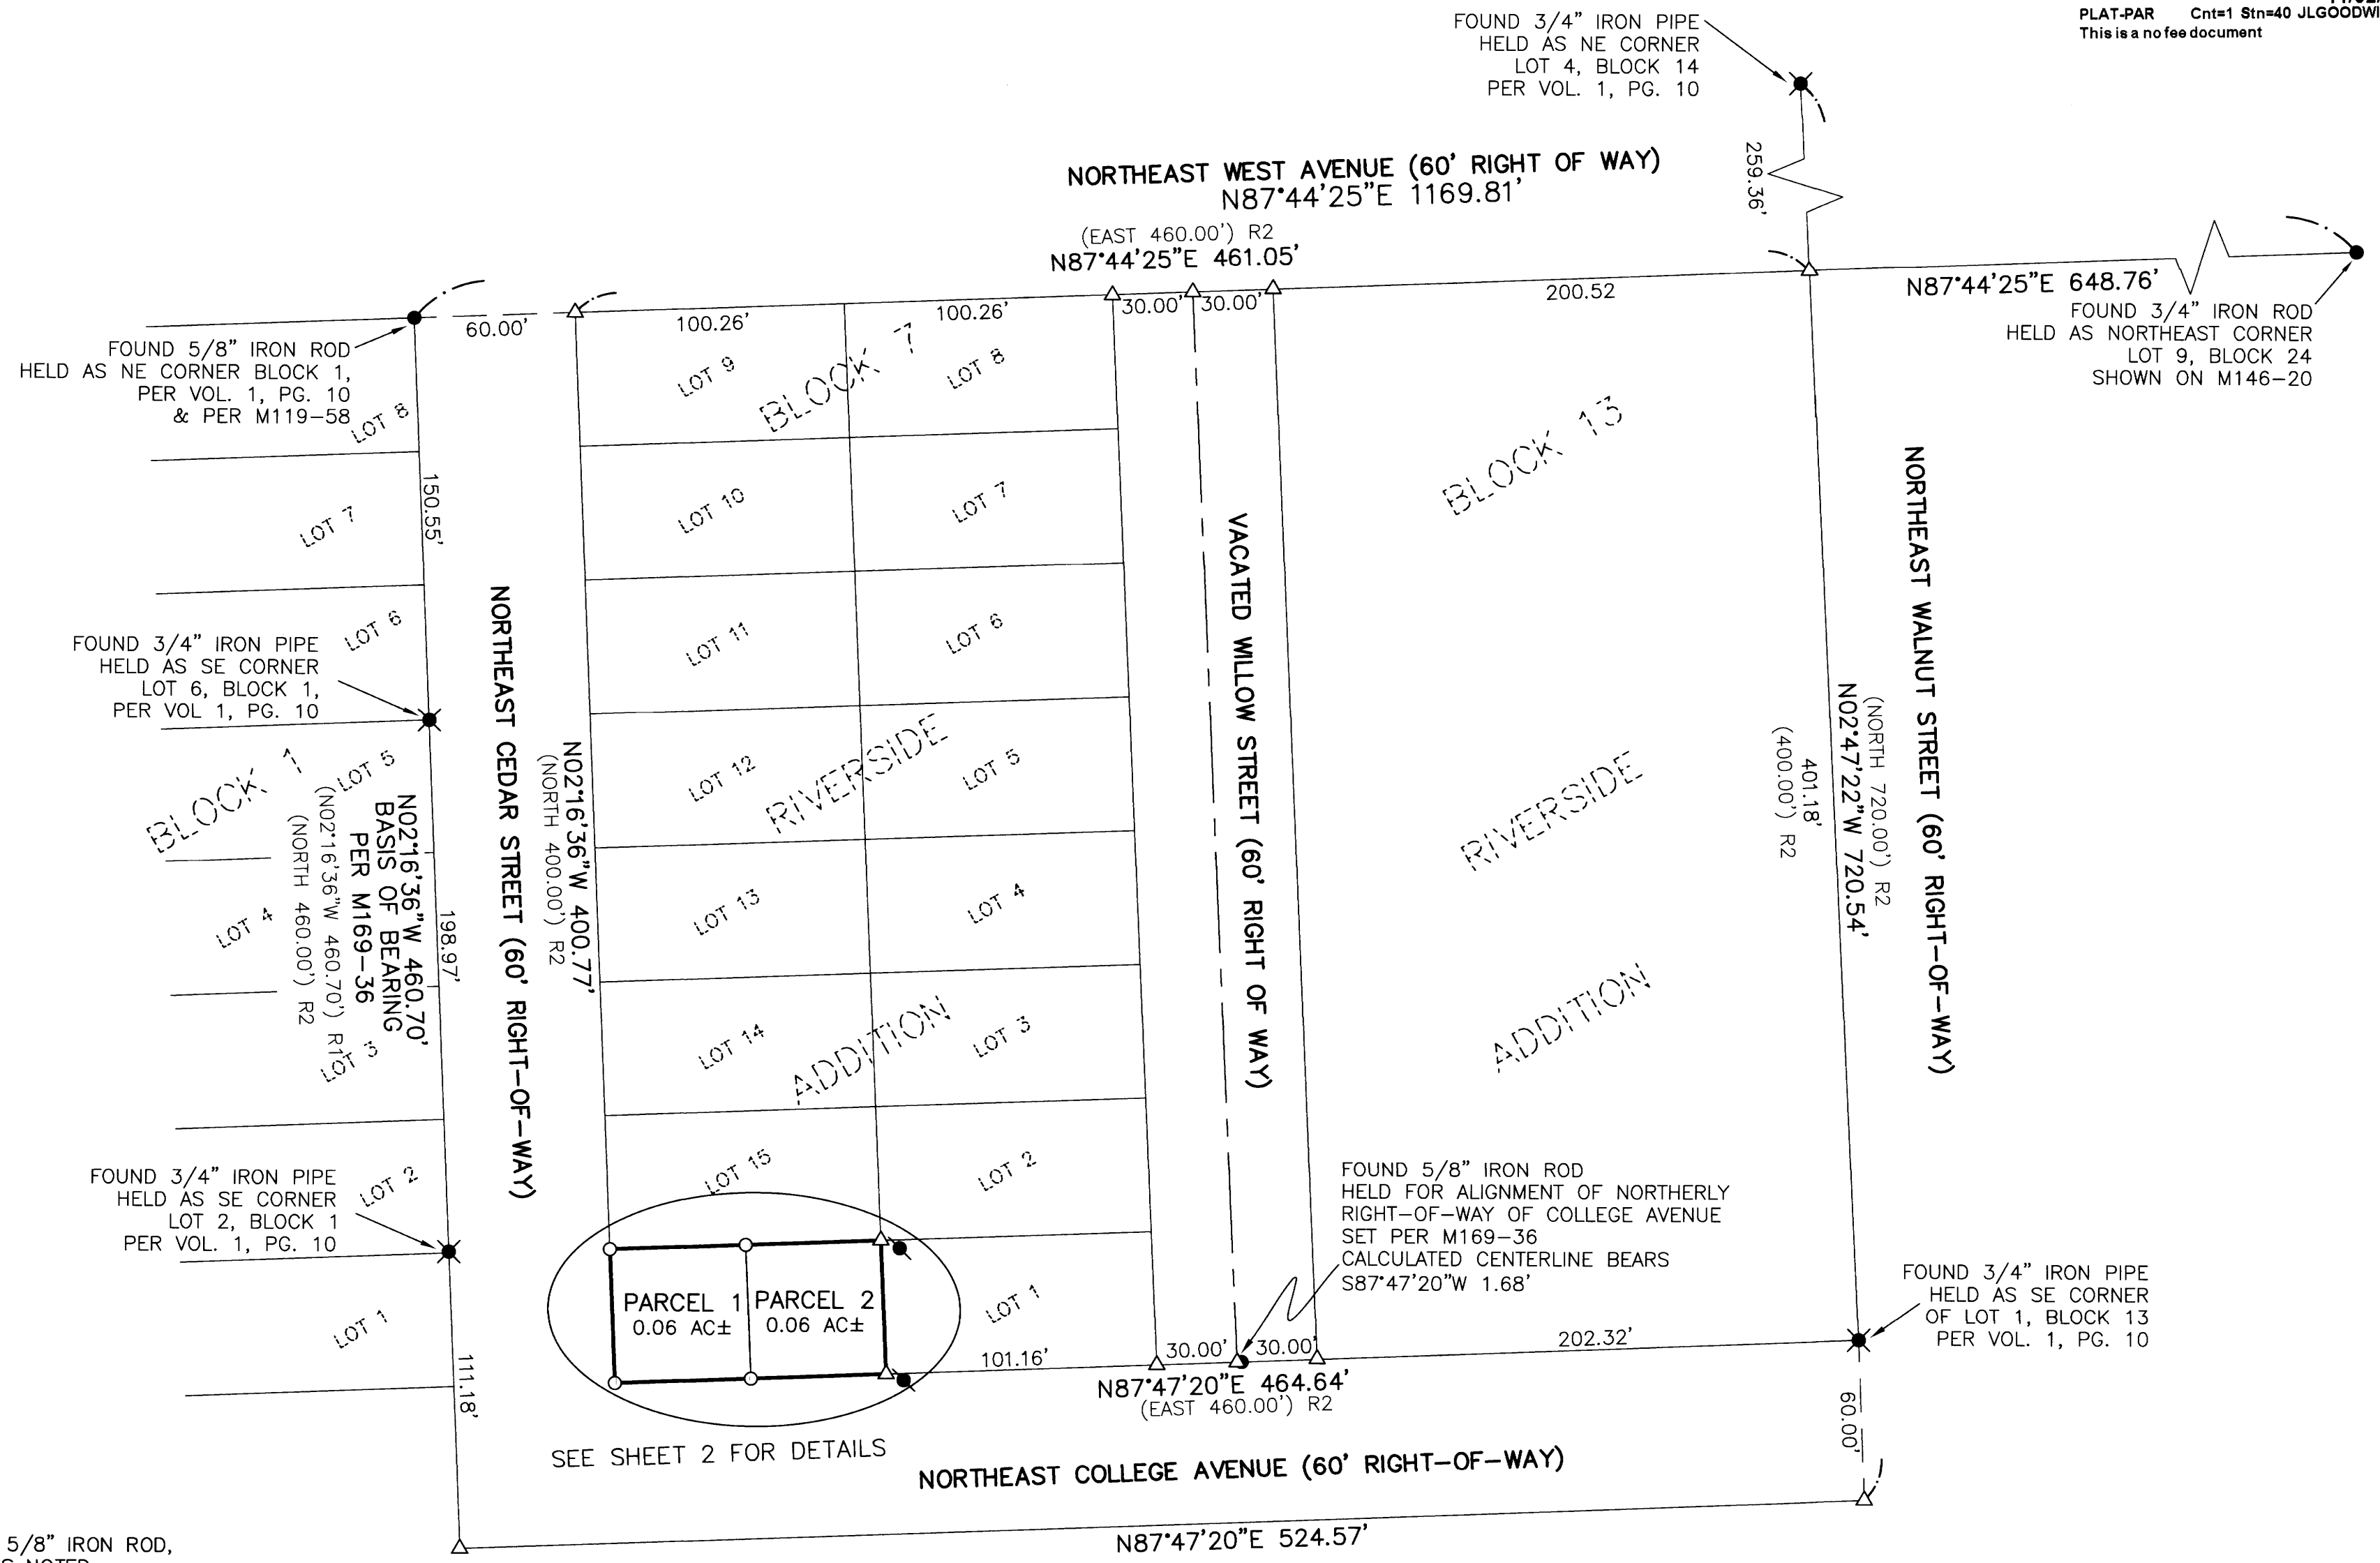 PLAT-PAR Cnt=1 Stn=40 JLGOODWI
This is a no fee document
FOUND 3/4" IRON PIPE
HELD AS NE CORNER
LOT 4, BLOCK 14
PER VOL. 1, PG. 10
259.36'
NORTHEAST WEST AVENUE (60' RIGHT OF WAY)
N87°44'25"E 1169.81'
(EAST 460.00') R2
N87°44'25"E 461.05'
N87°44'25"E 648.76'
FOUND 3/4" IRON ROD
HELD AS NORTHEAST CORNER
LOT 9, BLOCK 24
SHOWN ON M146-20
60.00'
100.26'
100.26'
30.00'
30.00'
200.52
FOUND 5/8" IRON ROD
HELD AS NE CORNER BLOCK 1,
PER VOL. 1, PG. 10
& PER M119-58
LOT 8
LOT 7
LOT 6
150.55'
FOUND 3/4" IRON PIPE
HELD AS SE CORNER
LOT 6, BLOCK 1,
PER VOL 1, PG. 10
BLOCK 1
LOT 5
LOT 4
LOT 3
N02°16'36"W 460.70'
BASIS OF BEARING
PER M169-36
(N02°16'36"W 460.70') R1
(NORTH 460.00') R2
198.97'
FOUND 3/4" IRON PIPE
HELD AS SE CORNER
LOT 2, BLOCK 1
PER VOL. 1, PG. 10
LOT 2
LOT 1
111.18'
NORTHEAST CEDAR STREET (60' RIGHT-OF-WAY)
N02°16'36"W 400.77'
(NORTH 400.00') R2
BLOCK 7
RIVERSIDE
ADDITION
LOT 9
LOT 8
LOT 10
LOT 7
LOT 11
LOT 6
LOT 12
LOT 5
LOT 13
LOT 4
LOT 14
LOT 3
LOT 15
LOT 2
LOT 1
PARCEL 1
0.06 AC±
PARCEL 2
0.06 AC±
SEE SHEET 2 FOR DETAILS
VACATED WILLOW STREET (60' RIGHT OF WAY)
BLOCK 13
RIVERSIDE
ADDITION
401.18'
(400.00') R2
(NORTH 720.00') R2
N02°47'22"W 720.54'
NORTHEAST WALNUT STREET (60' RIGHT-OF-WAY)
FOUND 5/8" IRON ROD
HELD FOR ALIGNMENT OF NORTHERLY
RIGHT-OF-WAY OF COLLEGE AVENUE
SET PER M169-36
CALCULATED CENTERLINE BEARS
S87°47'20"W 1.68'
FOUND 3/4" IRON PIPE
HELD AS SE CORNER
OF LOT 1, BLOCK 13
PER VOL. 1, PG. 10
101.16'
30.00'
30.00'
202.32'
60.00'
N87°47'20"E 464.64'
(EAST 460.00') R2
NORTHEAST COLLEGE AVENUE (60' RIGHT-OF-WAY)
N87°47'20"E 524.57'
5/8" IRON ROD,